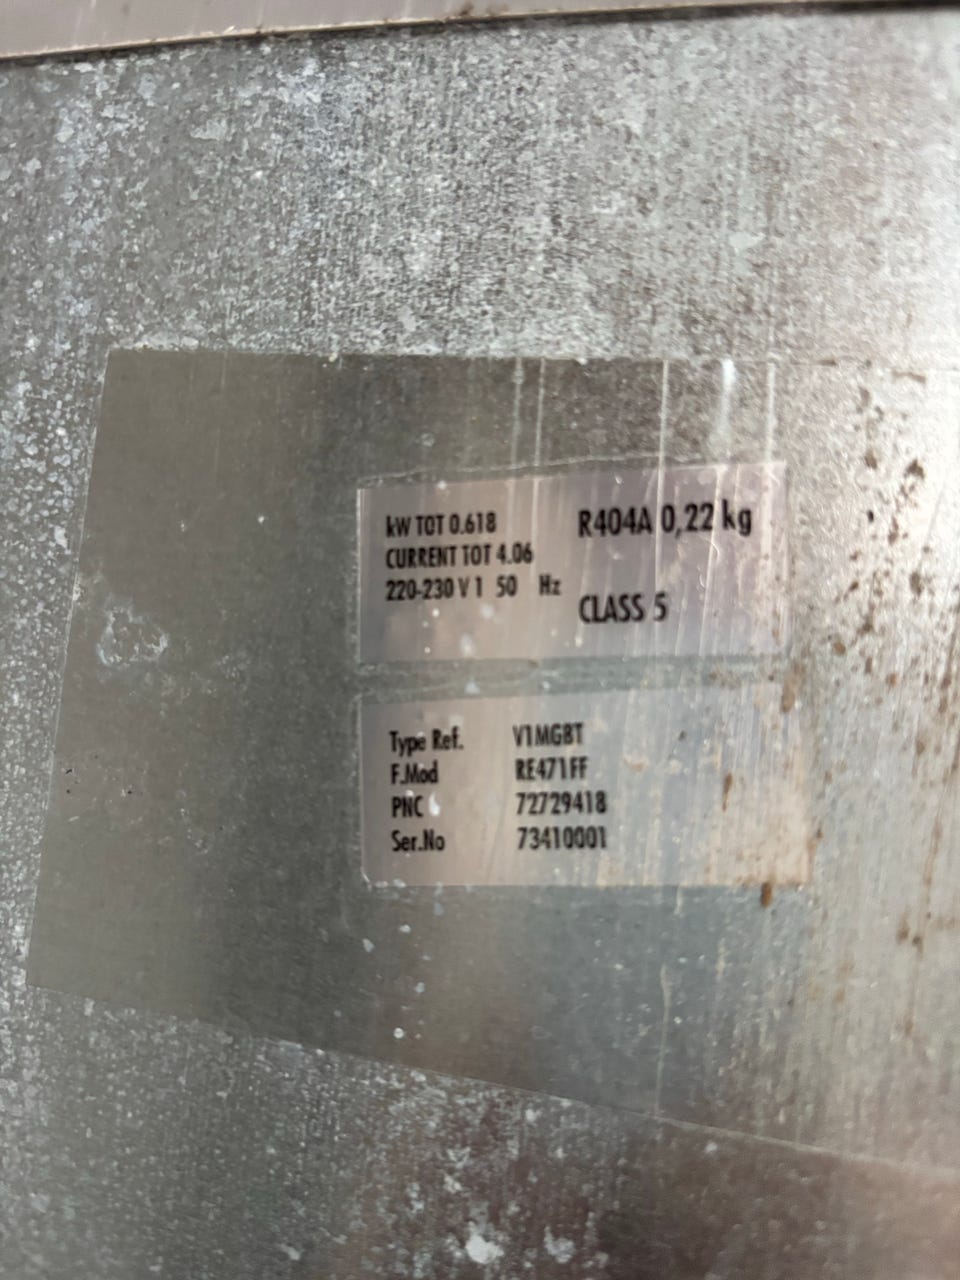 kW TOT 0.618
CURRENT TOT 4.06
220-230 V 1 50 Hz
R404A 0,22 kg
CLASS 5
Type Ref. V1MGBT
F.Mod RE471FF
PNC 72729418
Ser.No 73410001